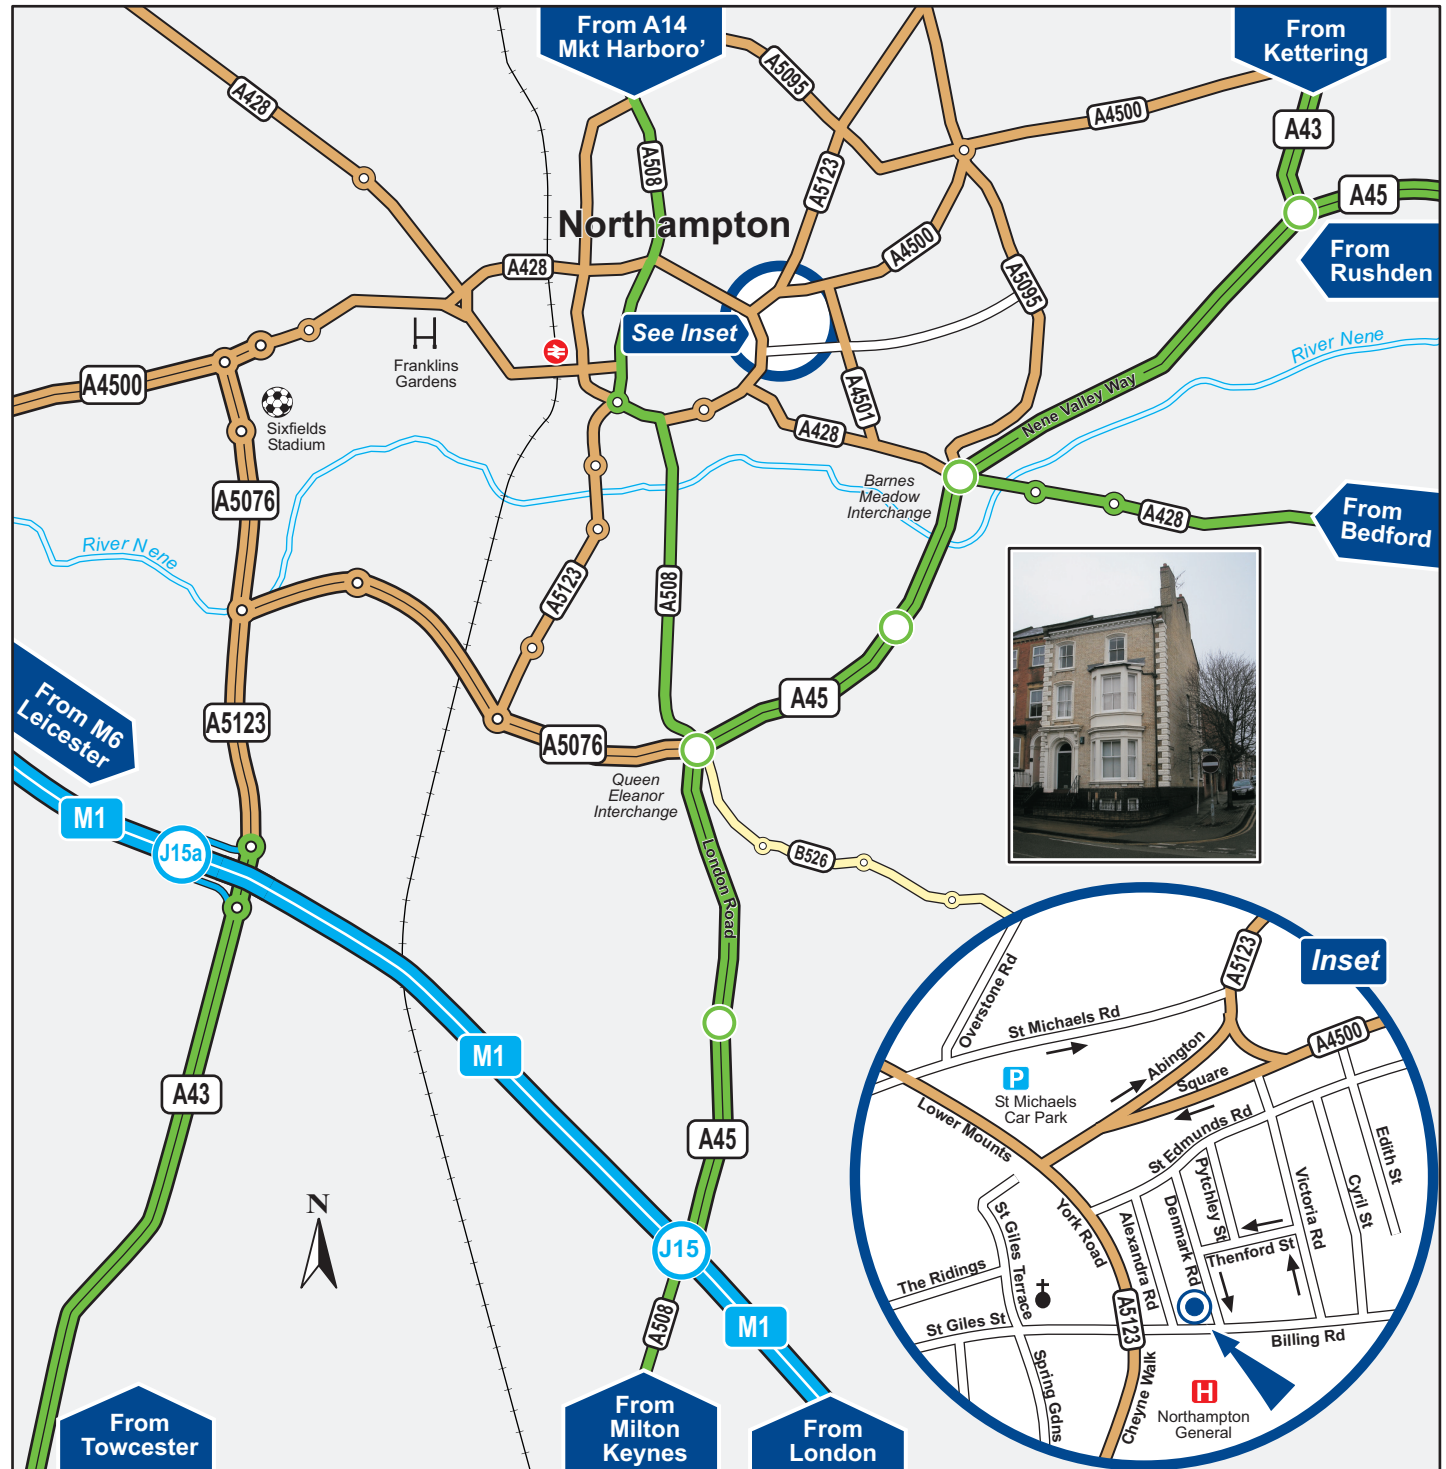 From A14
Mkt Harboro'
From
Kettering
A5095
A428
A4500
A43
A508
A5123
A45
Northampton
From
Rushden
A4500
A428
A5095
See Inset
River Nene
Franklins
Gardens
A4500
Nene Valley Way
A4501
Sixfields
Stadium
A428
Barnes
Meadow
Interchange
A5076
A428
From
Bedford
River Nene
A5123
A508
From M6
Leicester
A45
A5123
A5076
Queen
Eleanor
Interchange
M1
J15a
London Road
B526
Inset
A5123
Overstone Rd
St Michaels Rd
A4500
Abington
Square
M1
P
St Michaels
Car Park
A43
Lower Mounts
St Edmunds Rd
Edith St
A45
Pytchley St
Victoria Rd
Cyril St
N
St Giles Terrace
York Road
Alexandra Rd
Denmark Rd
Thenford St
J15
The Ridings
A508
M1
St Giles St
A5123
Billing Rd
Spring Gdns
Cheyne Walk
H
Northampton
General
From
Towcester
From
Milton
Keynes
From
London